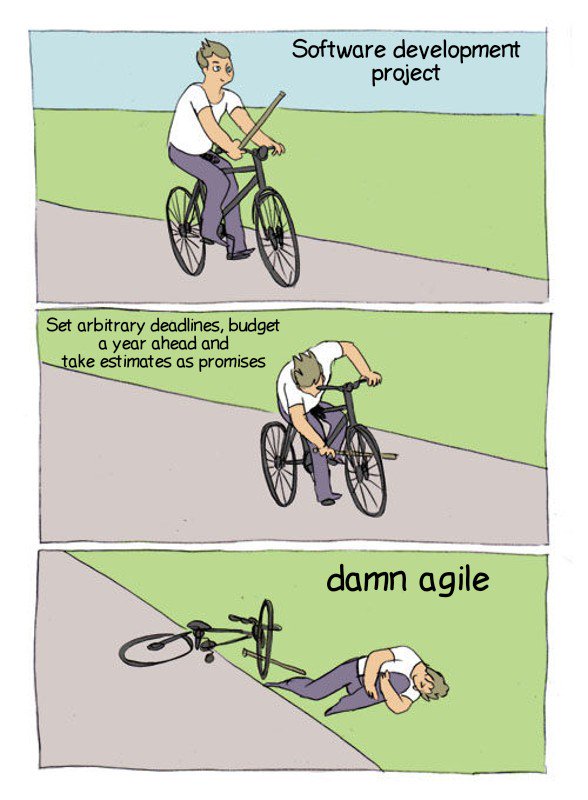 Software development
project
Set arbitrary deadlines, budget
a year ahead and
take estimates as promises
damn agile